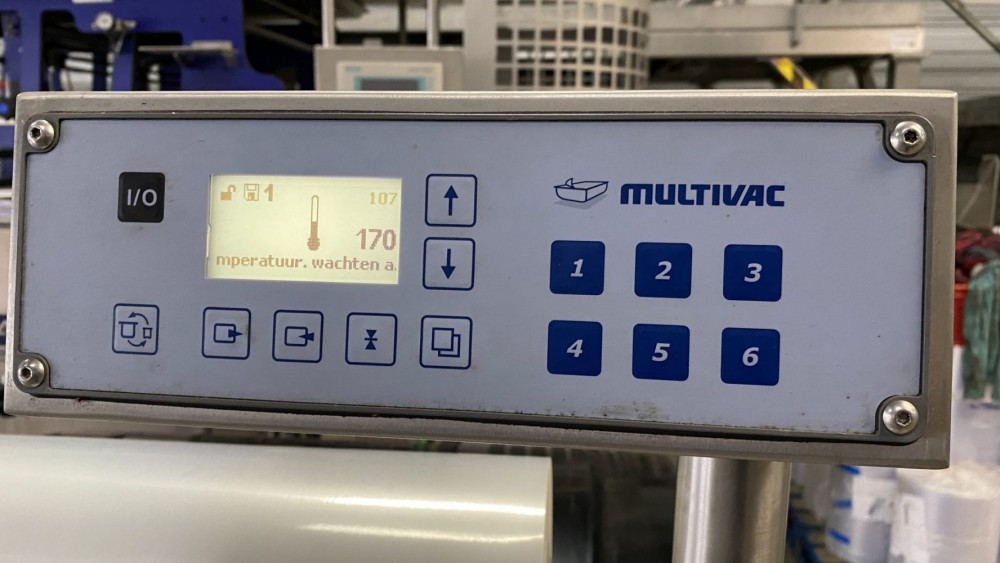 I/O
1
107
170
mperatuur. wachten a.
MULTIVAC
1 2 3
4 5 6